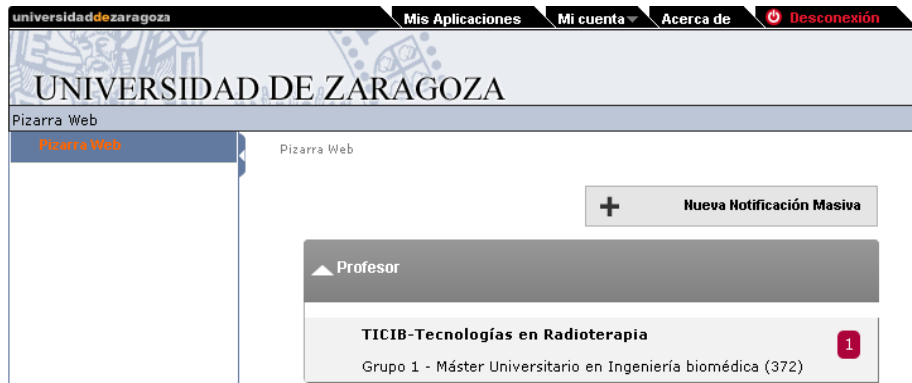 universidaddezaragoza Mis Aplicaciones Mi cuenta Acerca de Desconexión
UNIVERSIDAD DE ZARAGOZA
Pizarra Web
Pizarra Web Pizarra Web
Nueva Notificación Masiva
Profesor
TICIB-Tecnologías en Radioterapia
1
Grupo 1 - Máster Universitario en Ingeniería biomédica (372)